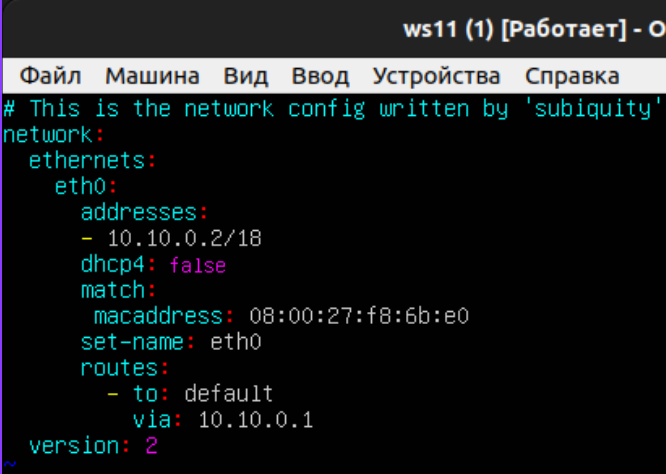 ws11 (1) [Работает] - O
Файл Машина Вид Ввод Устройства Справка
# This is the network config written by 'subiquity'
network:
  ethernets:
    eth0:
      addresses:
      - 10.10.0.2/18
      dhcp4: false
      match:
       macaddress: 08:00:27:f8:6b:e0
      set-name: eth0
      routes:
        - to: default
          via: 10.10.0.1
  version: 2
~